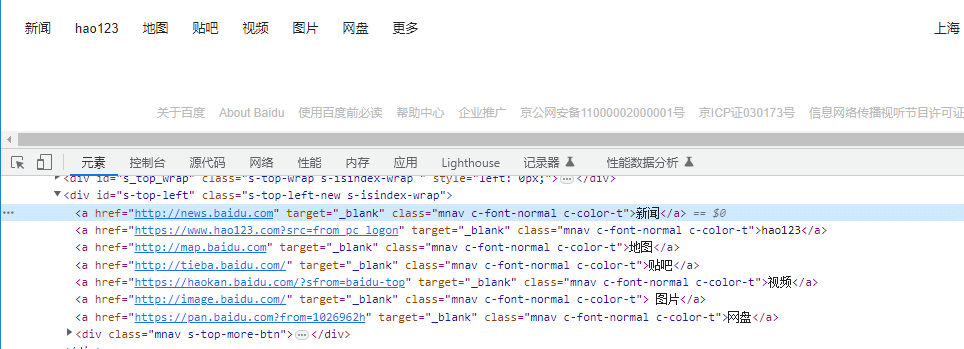 新闻 hao123 地图 贴吧 视频 图片 网盘 更多 上海
关于百度 About Baidu 使用百度前必读 帮助中心 企业推广 京公网安备11000002000001号 京ICP证030173号 信息网络传播视听节目许可证
元素 控制台 源代码 网络 性能 内存 应用 Lighthouse 记录器 性能数据分析
<div id="s_top_wrap" class="s-top-wrap s-isindex-wrap " style="left: 0px;">…</div>
<div id="s-top-left" class="s-top-left-new s-isindex-wrap">
<a href="http://news.baidu.com" target="_blank" class="mnav c-font-normal c-color-t">新闻</a> == $0
<a href="https://www.hao123.com?src=from_pc_logon" target="_blank" class="mnav c-font-normal c-color-t">hao123</a>
<a href="http://map.baidu.com" target="_blank" class="mnav c-font-normal c-color-t">地图</a>
<a href="http://tieba.baidu.com/" target="_blank" class="mnav c-font-normal c-color-t">贴吧</a>
<a href="https://haokan.baidu.com/?sfrom=baidu-top" target="_blank" class="mnav c-font-normal c-color-t">视频</a>
<a href="http://image.baidu.com/" target="_blank" class="mnav c-font-normal c-color-t"> 图片</a>
<a href="https://pan.baidu.com?from=1026962h" target="_blank" class="mnav c-font-normal c-color-t">网盘</a>
<div class="mnav s-top-more-btn">…</div>